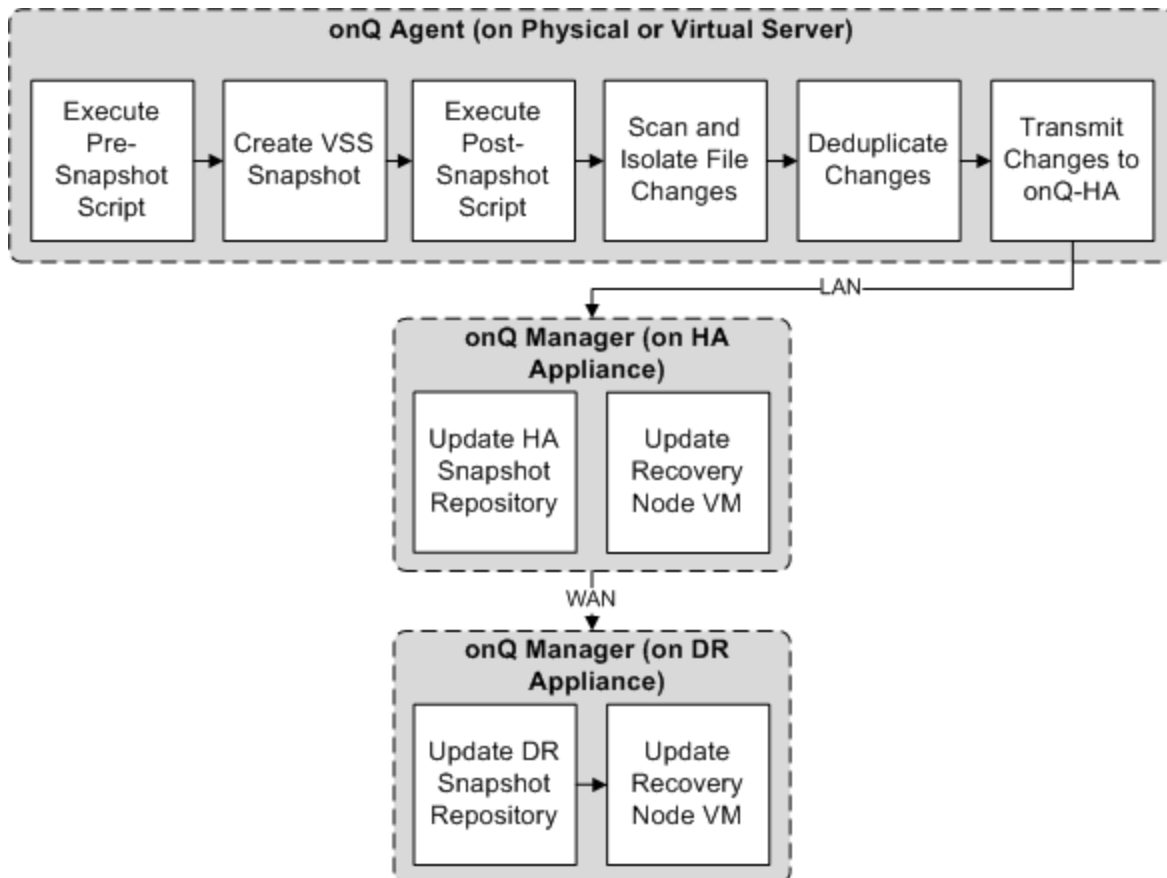 onQ Agent (on Physical or Virtual Server)
Execute
Pre-
Snapshot
Script
Create VSS
Snapshot
Execute
Post-
Snapshot
Script
Scan and
Isolate File
Changes
Deduplicate
Changes
Transmit
Changes to
onQ-HA
LAN
onQ Manager (on HA
Appliance)
Update HA
Snapshot
Repository
Update
Recovery
Node VM
WAN
onQ Manager (on DR
Appliance)
Update DR
Snapshot
Repository
Update
Recovery
Node VM